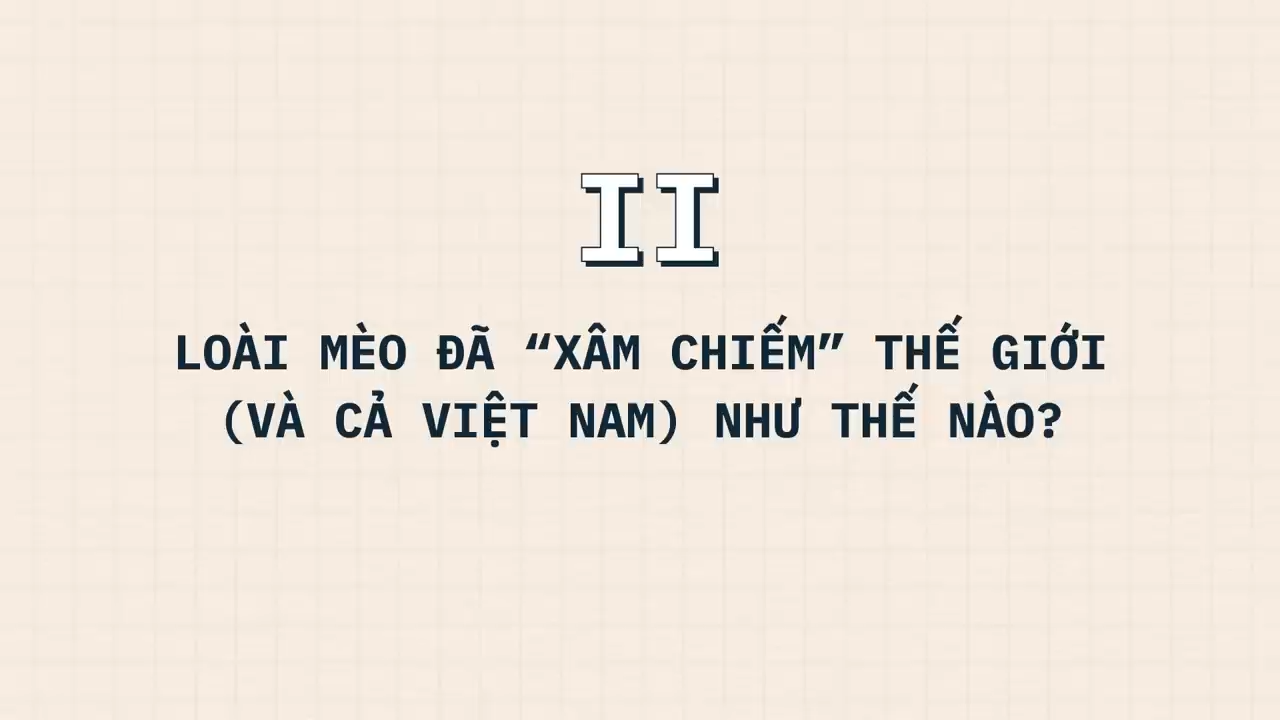 II
LOÀI MÈO ĐÃ “XÂM CHIẾM” THẾ GIỚI
(VÀ CẢ VIỆT NAM) NHƯ THẾ NÀO?